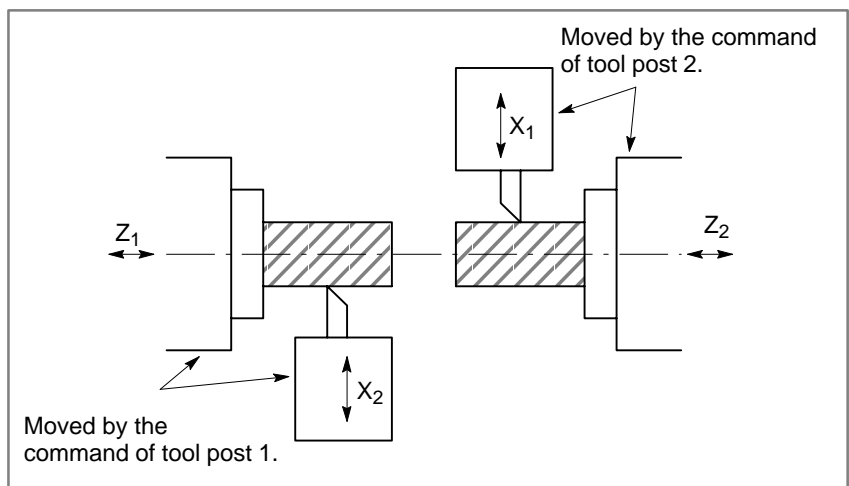 Moved by the command
of tool post 2.
X1
Z1
Z2
X2
Moved by the
command of tool post 1.